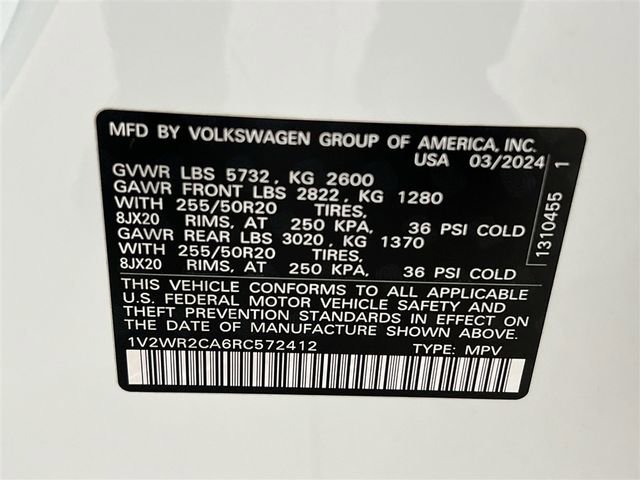 MFD BY VOLKSWAGEN GROUP OF AMERICA, INC.
USA 03/2024
GVWR LBS 5732, KG 2600
GAWR FRONT LBS 2822, KG 1280
WITH 255/50R20 TIRES,
8JX20 RIMS, AT 250 KPA, 36 PSI COLD
GAWR REAR LBS 3020, KG 1370
WITH 255/50R20 TIRES,
8JX20 RIMS, AT 250 KPA, 36 PSI COLD
THIS VEHICLE CONFORMS TO ALL APPLICABLE
U.S. FEDERAL MOTOR VEHICLE SAFETY AND
THEFT PREVENTION STANDARDS IN EFFECT
ON THE DATE OF MANUFACTURE SHOWN ABOVE.
1V2WR2CA6RC572412 TYPE: MPV
1310455 1